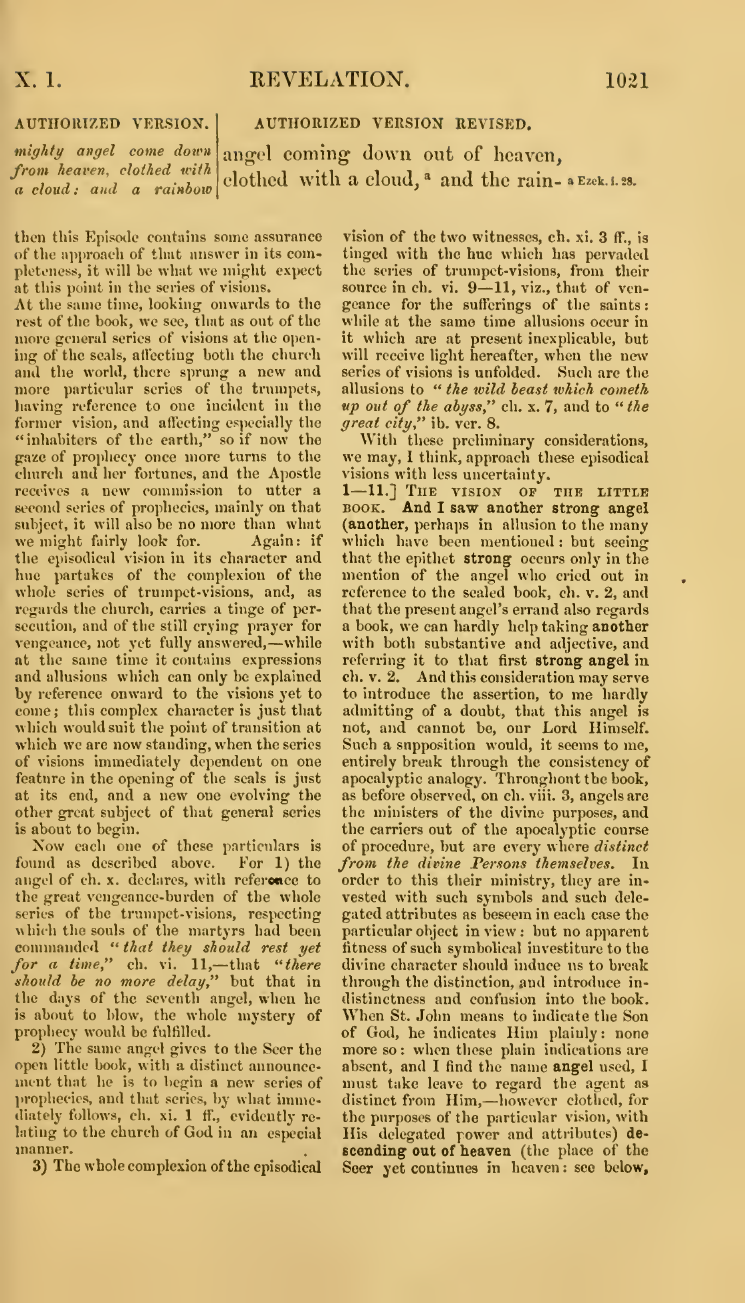 X. 1.
REVELATION.
1021
AUTHORIZED VERSION.
mighty angel come down
from heaven, clothed with
a cloud: and a rainbow
AUTHORIZED VERSION REVISED.
angel coming down out of heaven,
clothed with a cloud, a and the rain-
a Ezek. i. 28.
then this Episode contains some assurance
of the approach of that answer in its com-
pleteness, it will be what we might expect
at this point in the series of visions.
At the same time, looking onwards to the
rest of the book, we see, that as out of the
more general series of visions at the open-
ing of the seals, affecting both the church
and the world, there sprung a new and
more particular series of the trumpets,
having reference to one incident in the
former vision, and affecting especially the
“inhabiters of the earth,” so if now the
gaze of prophecy once more turns to the
church and her fortunes, and the Apostle
receives a new commission to utter a
second series of prophecies, mainly on that
subject, it will also be no more than what
we might fairly look for. Again: if
the episodical vision in its character and
hue partakes of the complexion of the
whole series of trumpet-visions, and, as
regards the church, carries a tinge of per-
secution, and of the still crying prayer for
vengeance, not yet fully answered,—while
at the same time it contains expressions
and allusions which can only be explained
by reference onward to the visions yet to
come; this complex character is just that
which would suit the point of transition at
which we are now standing, when the series
of visions immediately dependent on one
feature in the opening of the seals is just
at its end, and a new one evolving the
other great subject of that general series
is about to begin.
Now each one of these particulars is
found as described above. For 1) the
angel of ch. x. declares, with reference to
the great vengeance-burden of the whole
series of the trumpet-visions, respecting
which the souls of the martyrs had been
commanded “that they should rest yet
for a time,” ch. vi. 11,—that “there
should be no more delay,” but that in
the days of the seventh angel, when he
is about to blow, the whole mystery of
prophecy would be fulfilled.
2) The same angel gives to the Seer the
open little book, with a distinct announce-
ment that he is to begin a new series of
prophecies, and that series, by what imme-
diately follows, ch. xi. 1 ff., evidently re-
lating to the church of God in an especial
manner.
3) The whole complexion of the episodical
vision of the two witnesses, ch. xi. 3 ff., is
tinged with the hue which has pervaded
the series of trumpet-visions, from their
source in ch. vi. 9—11, viz., that of ven-
geance for the sufferings of the saints:
while at the same time allusions occur in
it which are at present inexplicable, but
will receive light hereafter, when the new
series of visions is unfolded. Such are the
allusions to “the wild beast which cometh
up out of the abyss,” ch. x. 7, and to “the
great city,” ib. ver. 8.
With these preliminary considerations,
we may, I think, approach these episodical
visions with less uncertainty.
1—11.] THE VISION OF THE LITTLE
BOOK. And I saw another strong angel
(another, perhaps in allusion to the many
which have been mentioned: but seeing
that the epithet strong occurs only in the
mention of the angel who cried out in
reference to the sealed book, ch. v. 2, and
that the present angel's errand also regards
a book, we can hardly help taking another
with both substantive and adjective, and
referring it to that first strong angel in
ch. v. 2. And this consideration may serve
to introduce the assertion, to me hardly
admitting of a doubt, that this angel is
not, and cannot be, our Lord Himself.
Such a supposition would, it seems to me,
entirely break through the consistency of
apocalyptic analogy. Throughout the book,
as before observed, on ch. viii. 3, angels are
the ministers of the divine purposes, and
the carriers out of the apocalyptic course
of procedure, but are every where distinct
from the divine Persons themselves. In
order to this their ministry, they are in-
vested with such symbols and such dele-
gated attributes as beseem in each case the
particular object in view: but no apparent
fitness of such symbolical investiture to the
divine character should induce us to break
through the distinction, and introduce in-
distinctness and confusion into the book.
When St. John means to indicate the Son
of God, he indicates Him plainly: none
more so: when these plain indications are
absent, and I find the name angel used, I
must take leave to regard the agent as
distinct from Him,—however clothed, for
the purposes of the particular vision, with
His delegated power and attributes) de-
scending out of heaven (the place of the
Seer yet continues in heaven: see below,